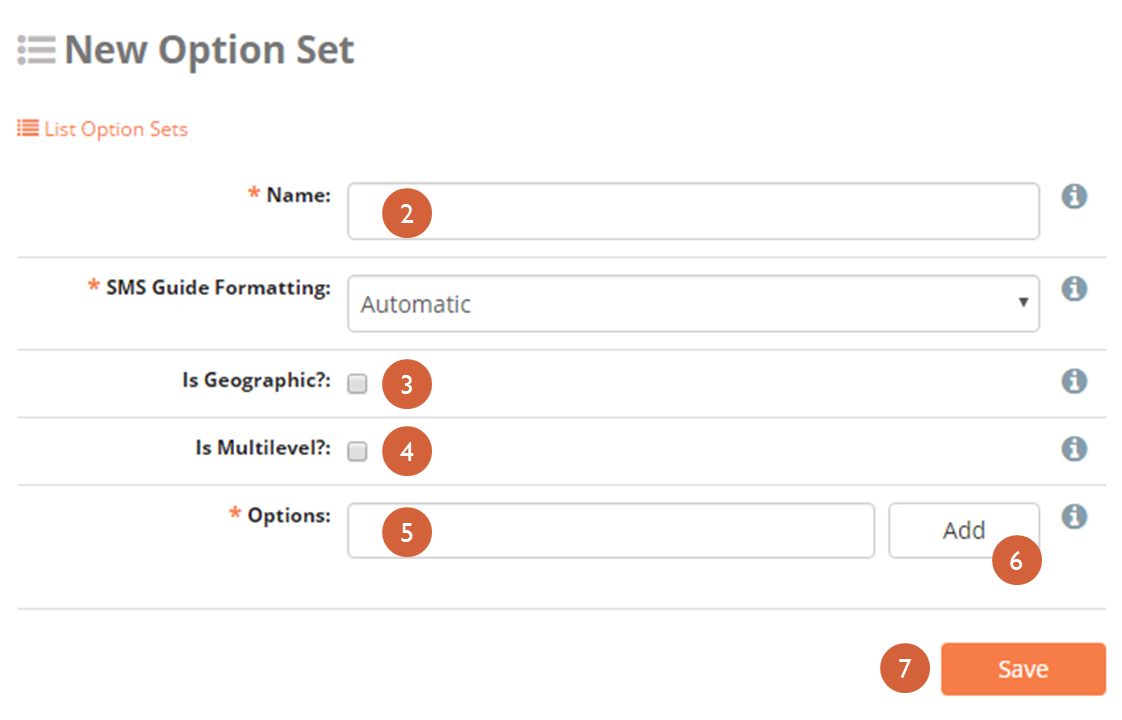 New Option Set
List Option Sets
* Name: 2
* SMS Guide Formatting: Automatic
Is Geographic?: 3
Is Multilevel?: 4
* Options: 5 Add 6
7 Save